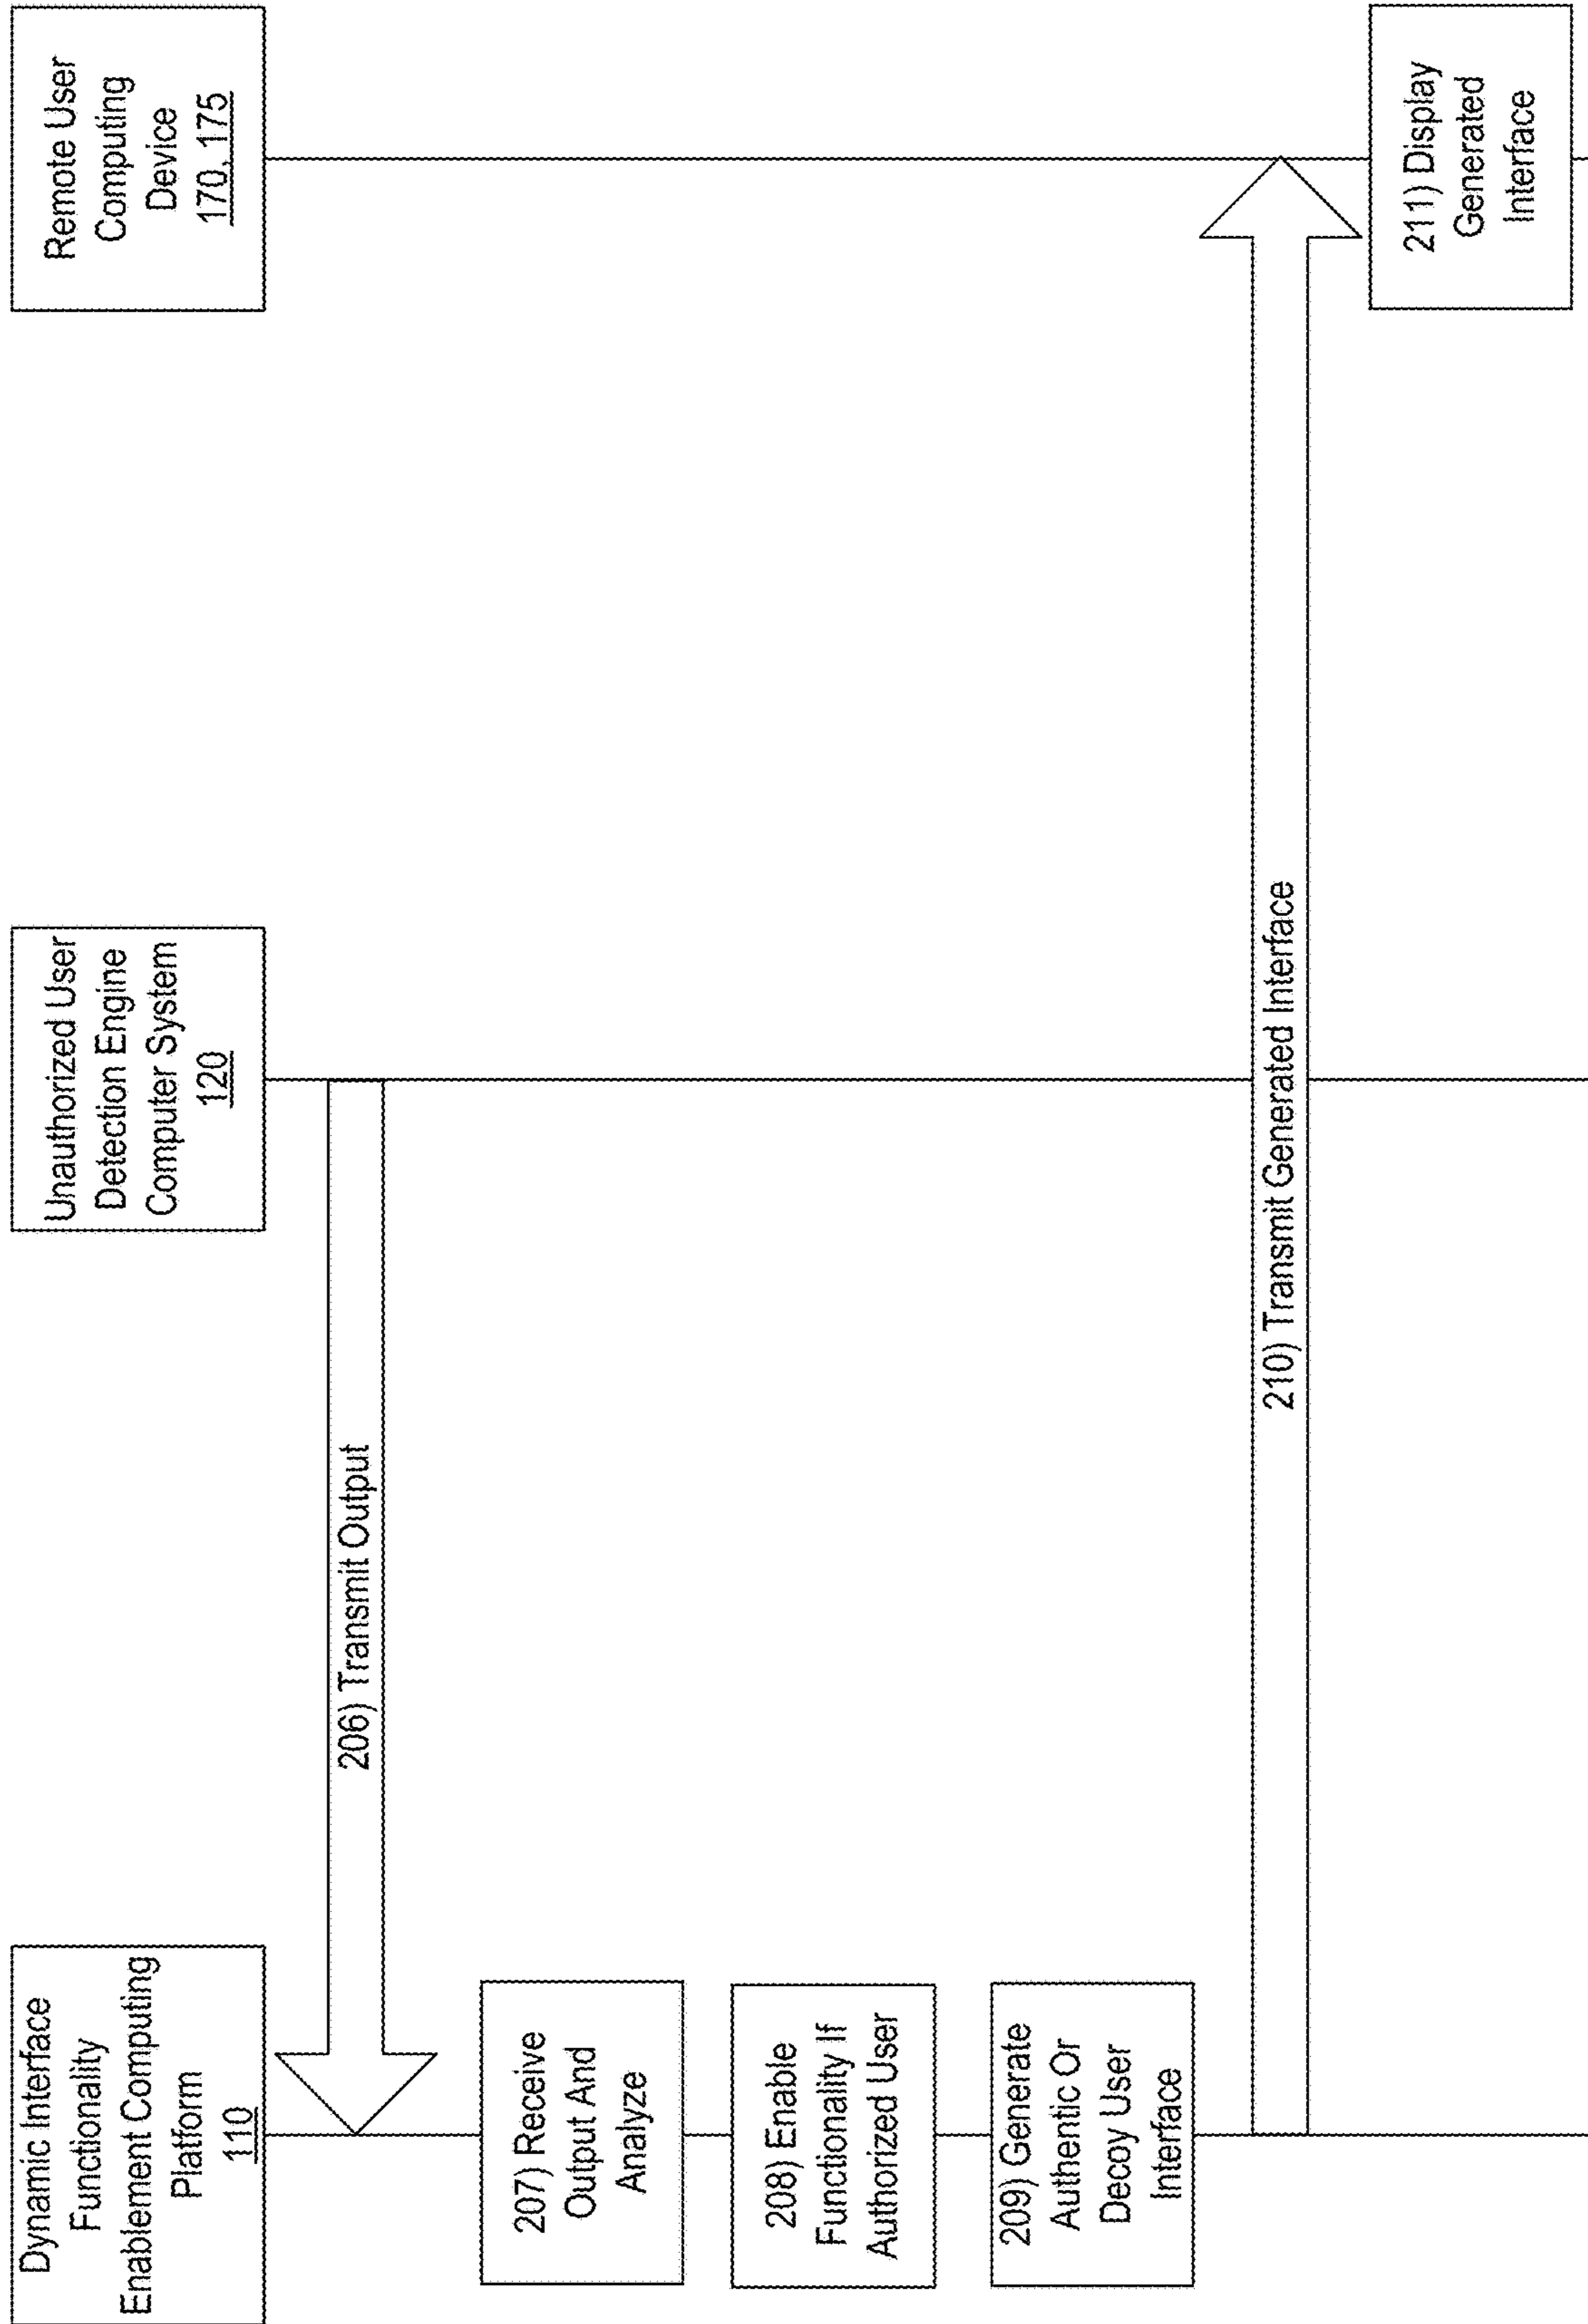 Dynamic Interface
Functionality
Enablement Computing
Platform
110
Unauthorized User
Detection Engine
Computer System
120
Remote User
Computing
Device
170, 175
206) Transmit Output
207) Receive
Output And
Analyze
208) Enable
Functionality If
Authorized User
209) Generate
Authentic Or
Decoy User
Interface
210) Transmit Generated Interface
211) Display
Generated
Interface